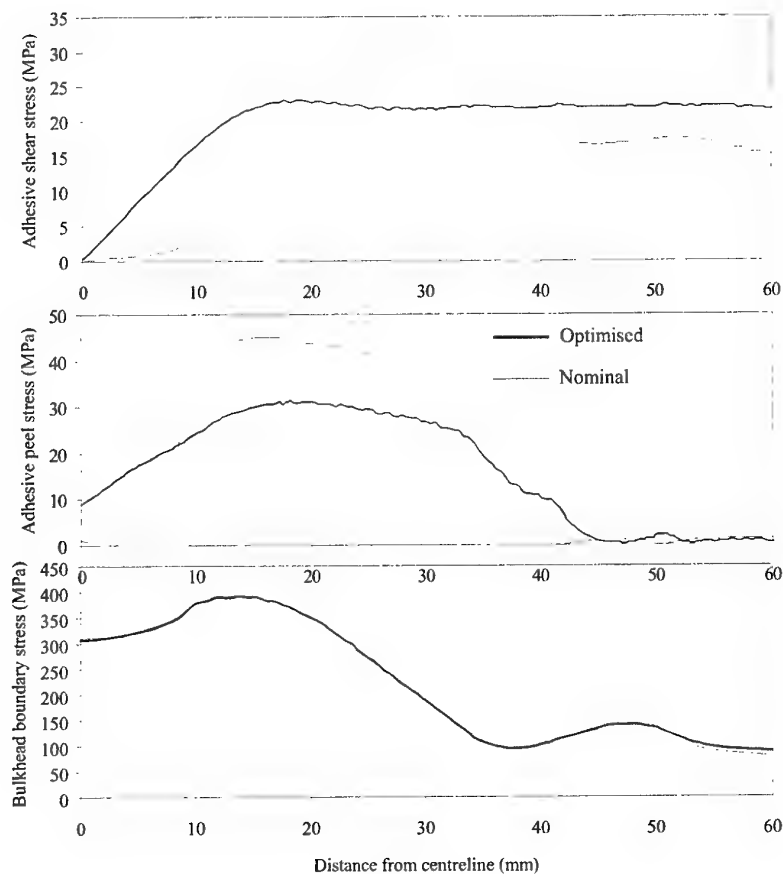 Adhesive shear stress (MPa)
35
30
25
20
15
10
5
0
0 10 20 30 40 50 60
Adhesive peel stress (MPa)
50
40
30
20
10
0
Optimised
Nominal
0 10 20 30 40 50 60
Bulkhead boundary stress (MPa)
450
400
350
300
250
200
150
100
50
0
0 10 20 30 40 50 60
Distance from centreline (mm)